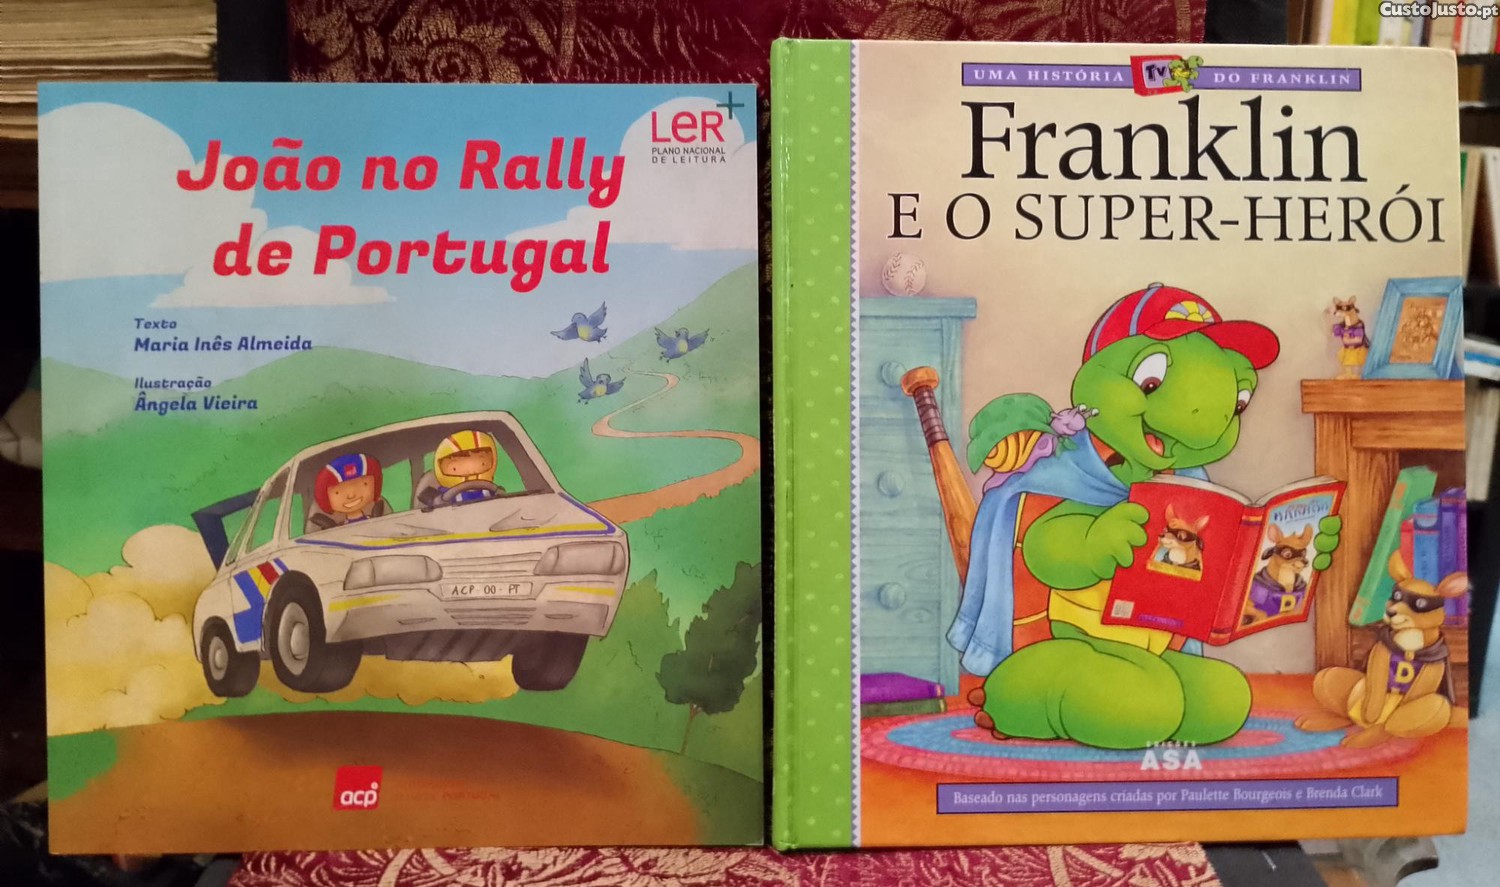 CustoJusto.pt
João no Rally
de Portugal
LeR+
PLANO NACIONAL
DE LEITURA
Texto
Maria Inês Almeida
Ilustração
Ângela Vieira
ACP·00·PT
acp
UMA HISTÓRIA TV DO FRANKLIN
Franklin
E O SUPER-HERÓI
D
D
EDIÇÕES
ASA
Baseado nas personagens criadas por Paulette Bourgeois e Brenda Clark